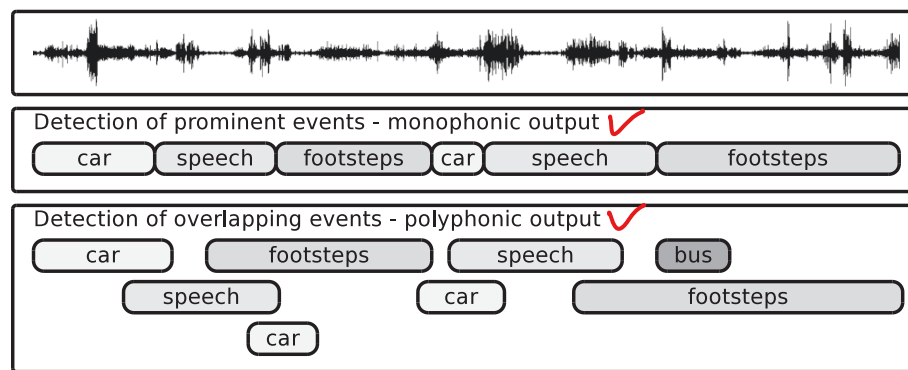 Detection of prominent events - monophonic output
car speech footsteps car speech footsteps
Detection of overlapping events - polyphonic output
car footsteps speech bus
speech car footsteps
car